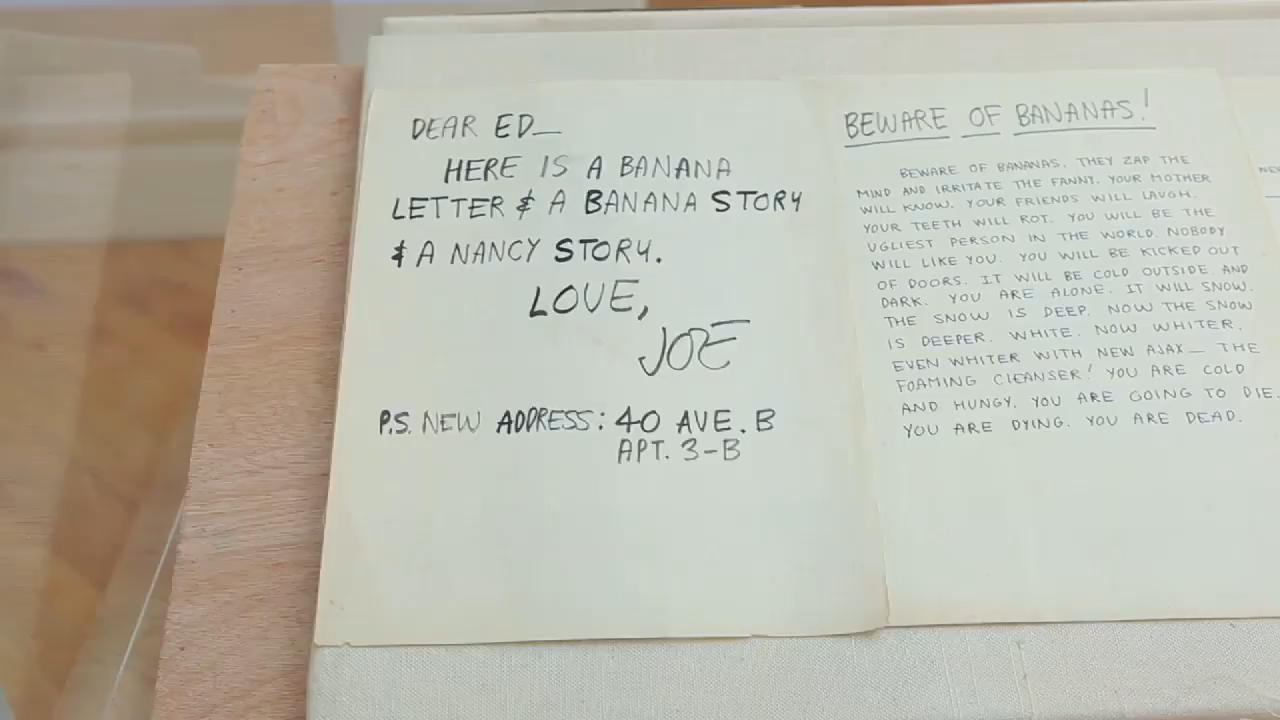 DEAR ED—
HERE IS A BANANA
LETTER & A BANANA STORY
& A NANCY STORY.
LOVE,
JOE
P.S. NEW ADDRESS: 40 AVE. B
APT. 3-B
BEWARE OF BANANAS!
BEWARE OF BANANAS. THEY ZAP THE
MIND AND IRRITATE THE FANNY. YOUR MOTHER
WILL KNOW. YOUR FRIENDS WILL LAUGH.
YOUR TEETH WILL ROT. YOU WILL BE THE
UGLIEST PERSON IN THE WORLD. NOBODY
WILL LIKE YOU. YOU WILL BE KICKED OUT
OF DOORS. IT WILL BE COLD OUTSIDE AND
DARK. YOU ARE ALONE. IT WILL SNOW.
THE SNOW IS DEEP. NOW THE SNOW
IS DEEPER. WHITE. NOW WHITER.
EVEN WHITER WITH NEW AJAX— THE
FOAMING CLEANSER! YOU ARE COLD
AND HUNGY. YOU ARE GOING TO DIE.
YOU ARE DYING. YOU ARE DEAD.